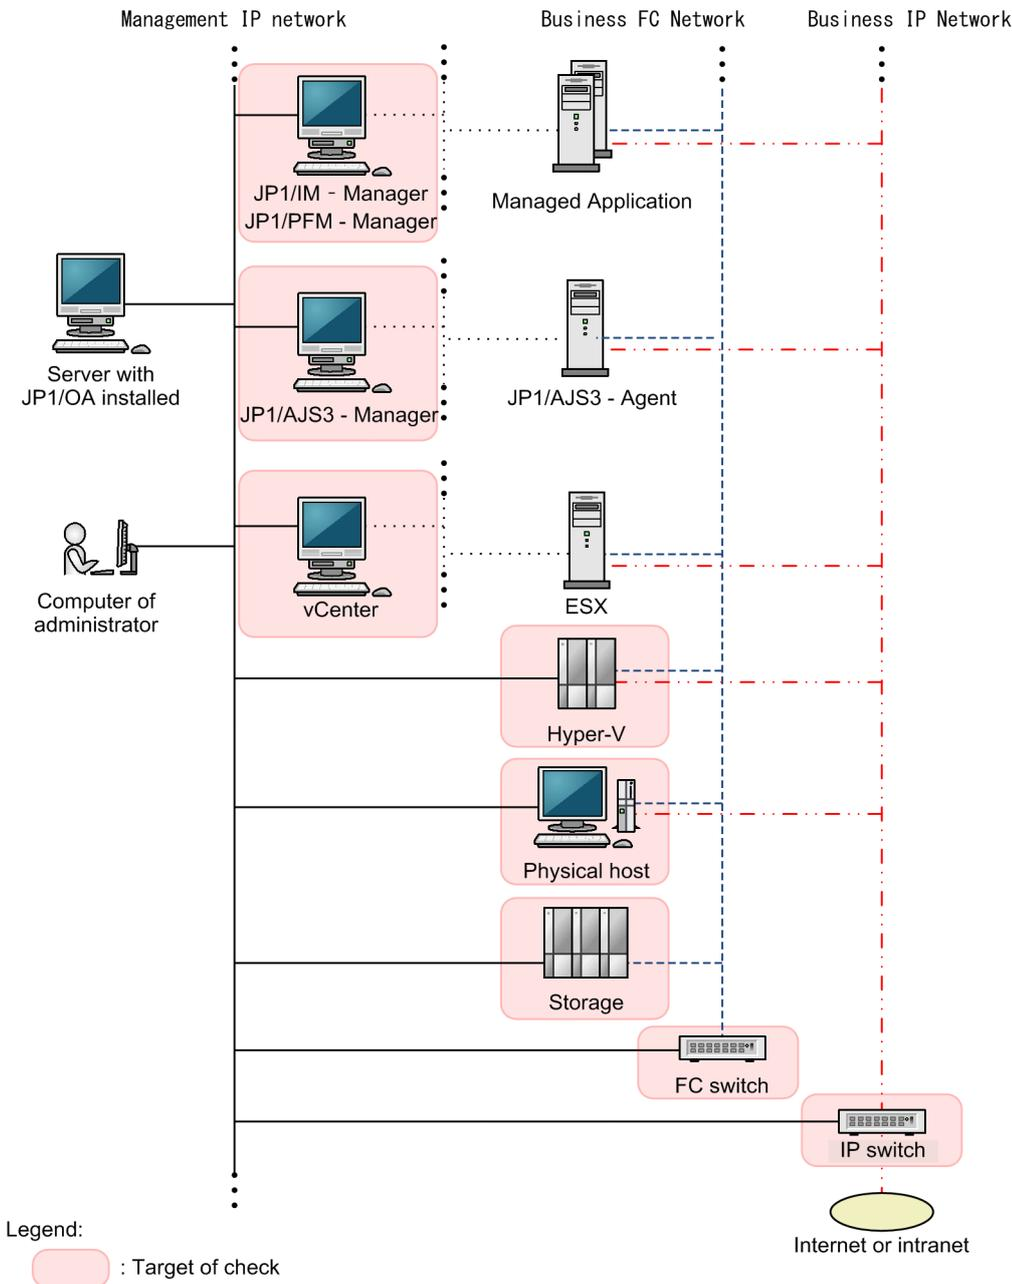 Management IP network
Business FC Network
Business IP Network
JP1/IM - Manager
JP1/PFM - Manager
Managed Application
Server with
JP1/OA installed
JP1/AJS3 - Manager
JP1/AJS3 - Agent
Computer of
administrator
vCenter
ESX
Hyper-V
Physical host
Storage
FC switch
IP switch
Internet or intranet
Legend:
: Target of check